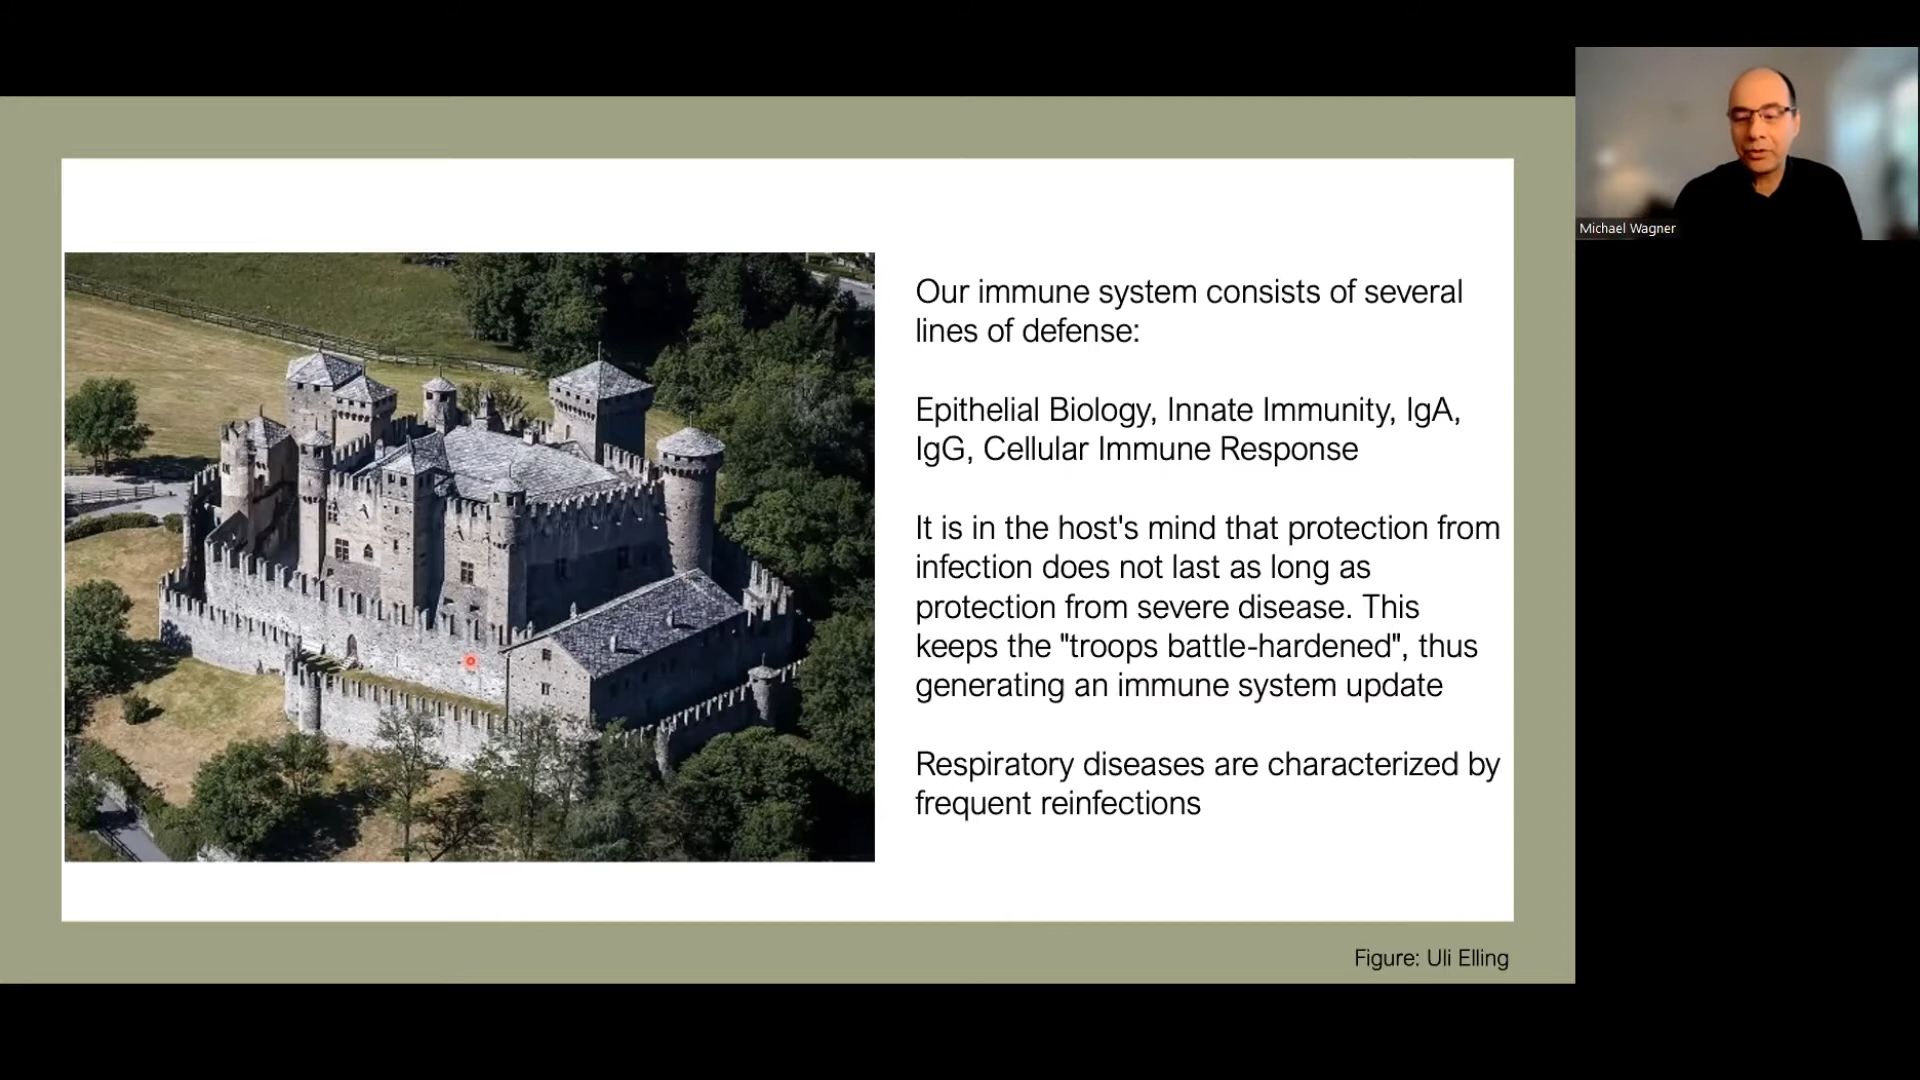 Our immune system consists of several
lines of defense:
Epithelial Biology, Innate Immunity, IgA,
IgG, Cellular Immune Response
It is in the host's mind that protection from
infection does not last as long as
protection from severe disease. This
keeps the "troops battle-hardened", thus
generating an immune system update
Respiratory diseases are characterized by
frequent reinfections
Figure: Uli Elling
Michael Wagner